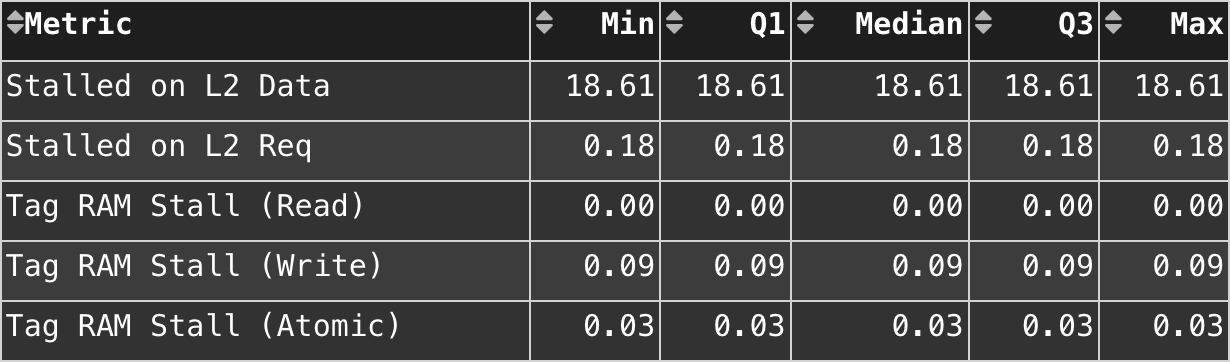 Metric Min Q1 Median Q3 Max
Stalled on L2 Data 18.61 18.61 18.61 18.61 18.61
Stalled on L2 Req 0.18 0.18 0.18 0.18 0.18
Tag RAM Stall (Read) 0.00 0.00 0.00 0.00 0.00
Tag RAM Stall (Write) 0.09 0.09 0.09 0.09 0.09
Tag RAM Stall (Atomic) 0.03 0.03 0.03 0.03 0.03